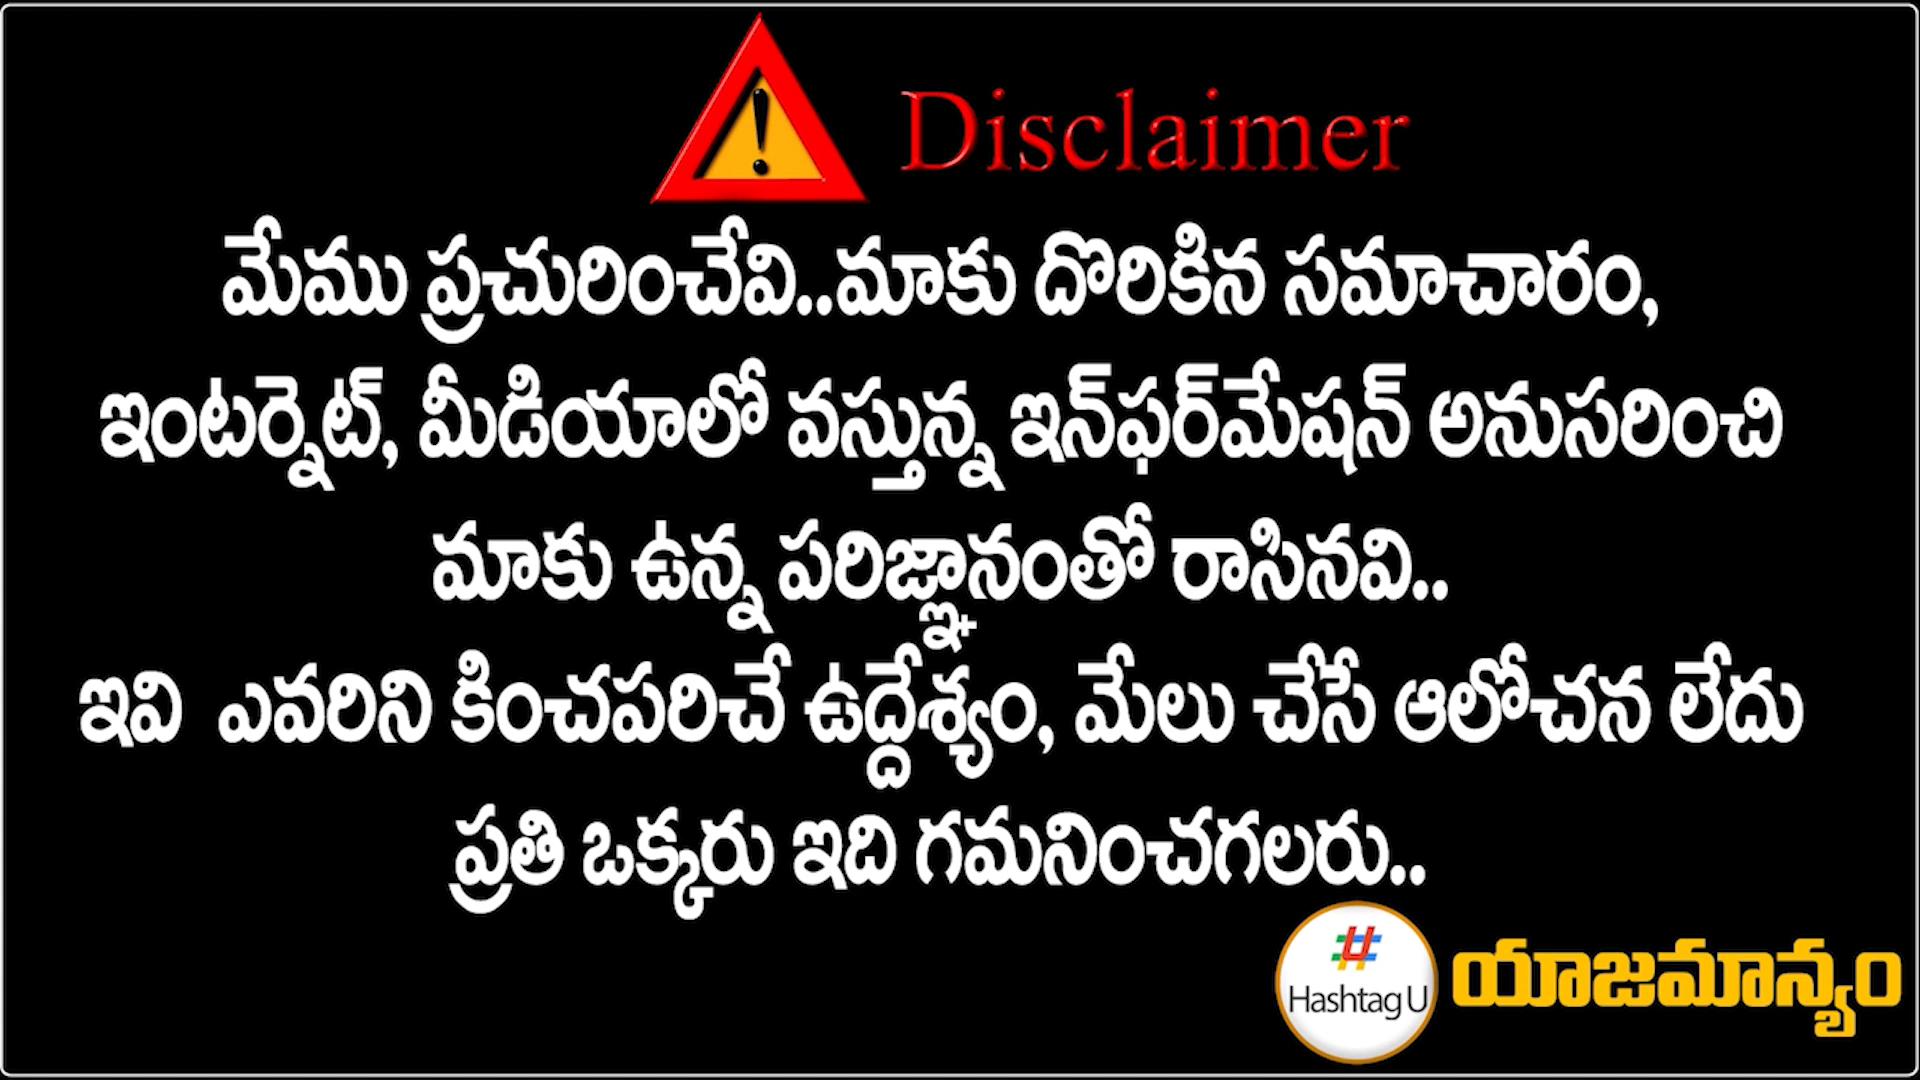 Disclaimer
మేము ప్రచురించేవి..మాకు దొరికిన సమాచారం,
ఇంటర్నెట్, మీడియాలో వస్తున్న ఇన్‌ఫర్‌మేషన్ అనుసరించి
మాకు ఉన్న పరిజ్ఞానంతో రాసినవి..
ఇవి ఎవరిని కించపరిచే ఉద్దేశ్యం, మేలు చేసే ఆలోచన లేదు
ప్రతి ఒక్కరు ఇది గమనించగలరు..
#
Hashtag U
యాజమాన్యం